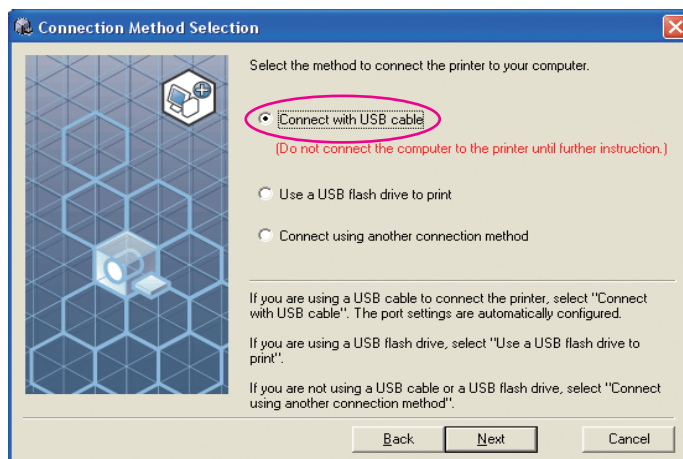 Connection Method Selection
Select the method to connect the printer to your computer.
Connect with USB cable
(Do not connect the computer to the printer until further instruction.)
Use a USB flash drive to print
Connect using another connection method
If you are using a USB cable to connect the printer, select "Connect
with USB cable". The port settings are automatically configured.
If you are using a USB flash drive, select "Use a USB flash drive to
print".
If you are not using a USB cable or a USB flash drive, select "Connect
using another connection method".
Back Next Cancel